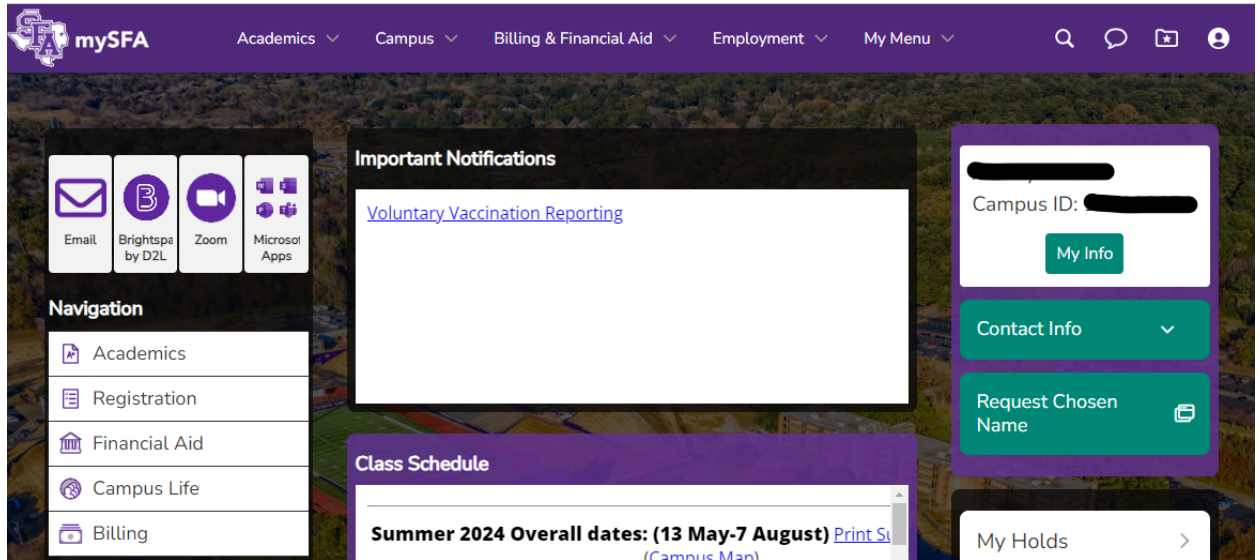 SFA
mySFA
Academics
Campus
Billing & Financial Aid
Employment
My Menu
Email
Brightspa
by D2L
Zoom
Microsof
Apps
Navigation
Academics
Registration
Financial Aid
Campus Life
Billing
Important Notifications
Voluntary Vaccination Reporting
Class Schedule
Summer 2024 Overall dates: (13 May-7 August) Print Su
(Campus Map)
Campus ID:
My Info
Contact Info
Request Chosen
Name
My Holds